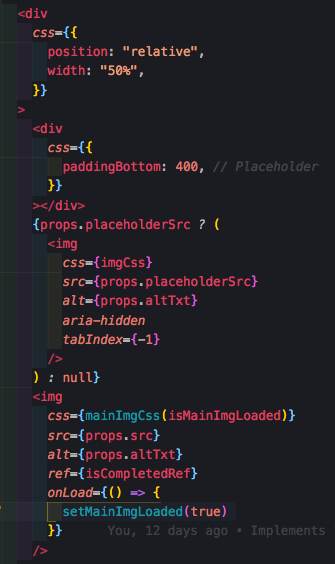 <div
css={{
position: "relative",
width: "50%",
}}
>
<div
css={{
paddingBottom: 400, // Placeholder
}}
></div>
{props.placeholderSrc ? (
<img
css={imgCss}
src={props.placeholderSrc}
alt={props.altTxt}
aria-hidden
tabIndex={-1}
/>
) : null}
<img
css={mainImgCss(isMainImgLoaded)}
src={props.src}
alt={props.altTxt}
ref={isCompletedRef}
onLoad={() => {
setMainImgLoaded(true)
}} You, 12 days ago • Implements
/>